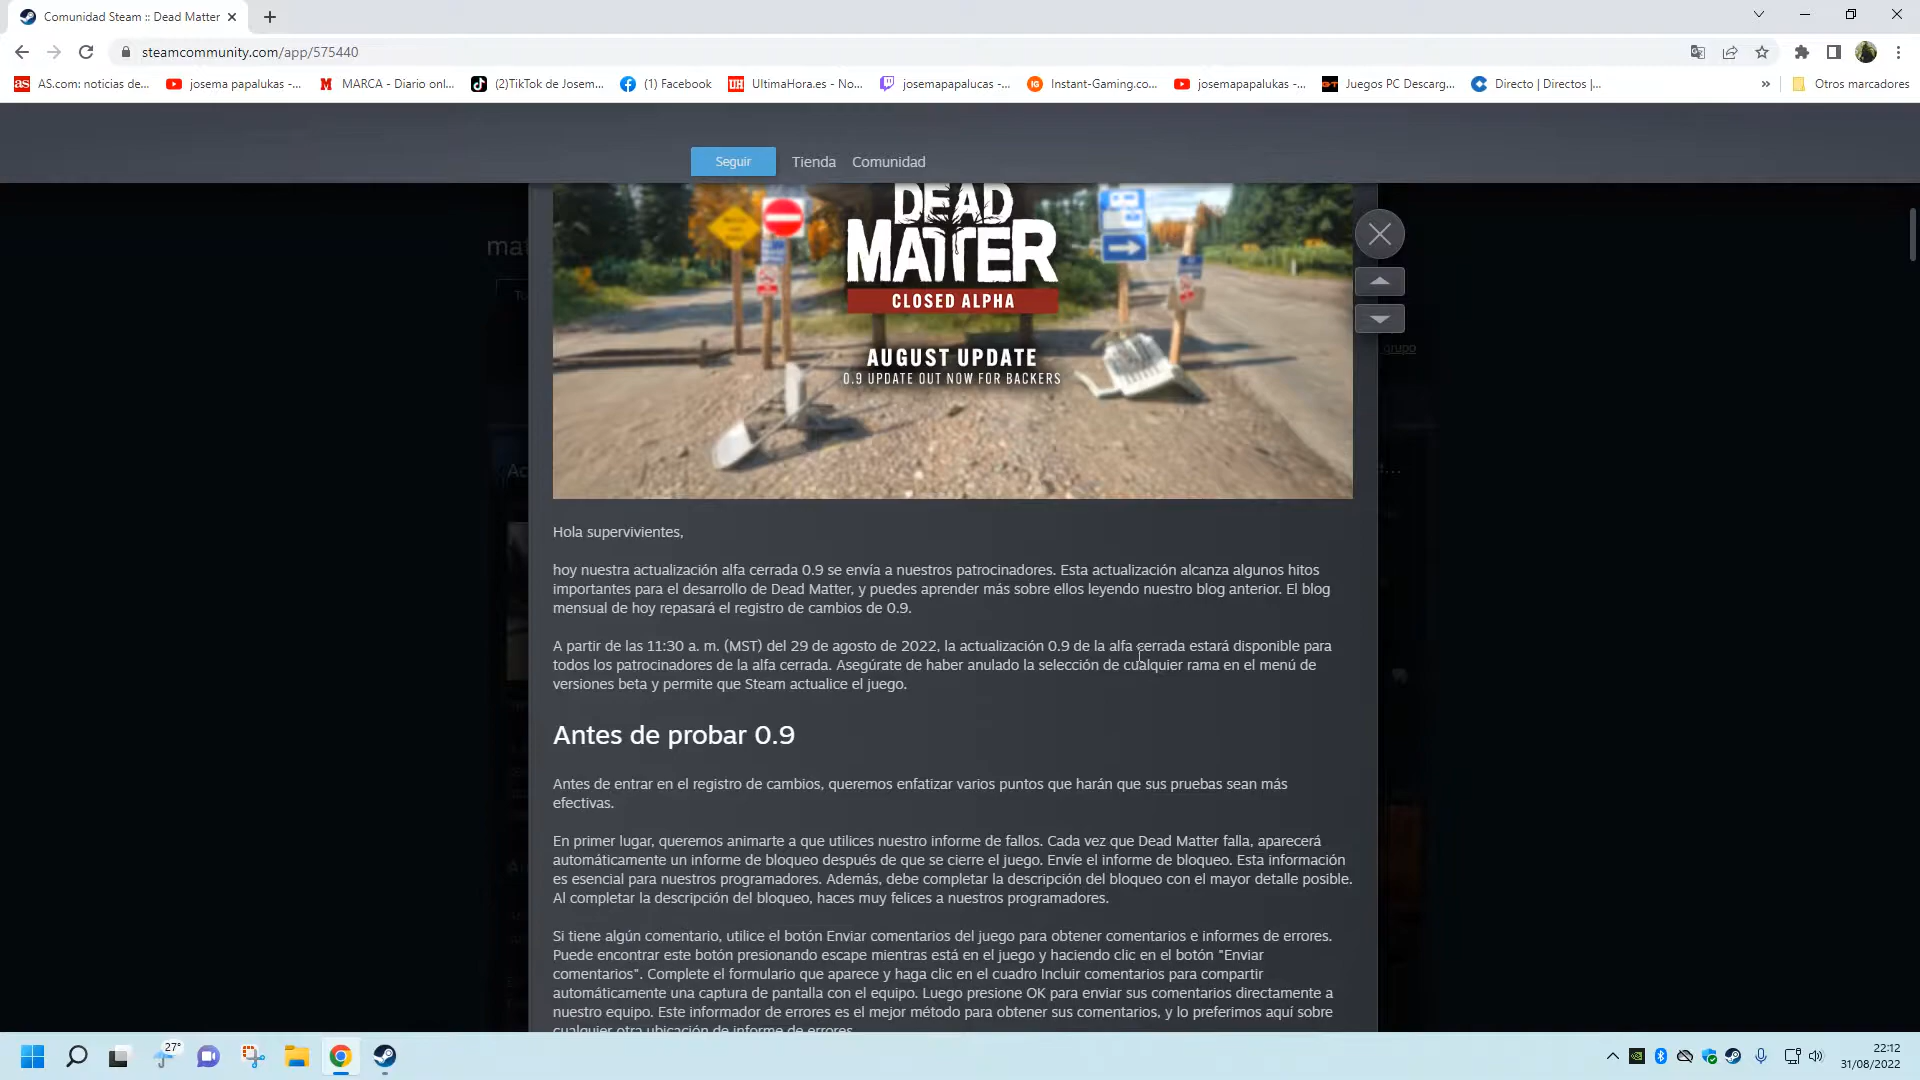 Comunidad Steam :: Dead Matter
steamcommunity.com/app/575440
AS.com: noticias de...
josema papalukas -...
MARCA - Diario onl...
(2)TikTok de Josem...
(1) Facebook
UltimaHora.es - No...
josemapapalucas -...
Instant-Gaming.co...
josemapapalukas -...
Juegos PC Descarg...
Directo | Directos |...
»
Otros marcadores
Seguir
Tienda
Comunidad
DEAD
MATTER
CLOSED ALPHA
AUGUST UPDATE
0.9 UPDATE OUT NOW FOR BACKERS
grupo
Hola supervivientes,
hoy nuestra actualización alfa cerrada 0.9 se envía a nuestros patrocinadores. Esta actualización alcanza algunos hitos
importantes para el desarrollo de Dead Matter, y puedes aprender más sobre ellos leyendo nuestro blog anterior. El blog
mensual de hoy repasará el registro de cambios de 0.9.
A partir de las 11:30 a. m. (MST) del 29 de agosto de 2022, la actualización 0.9 de la alfa cerrada estará disponible para
todos los patrocinadores de la alfa cerrada. Asegúrate de haber anulado la selección de cualquier rama en el menú de
versiones beta y permite que Steam actualice el juego.
Antes de probar 0.9
Antes de entrar en el registro de cambios, queremos enfatizar varios puntos que harán que sus pruebas sean más
efectivas.
En primer lugar, queremos animarte a que utilices nuestro informe de fallos. Cada vez que Dead Matter falla, aparecerá
automáticamente un informe de bloqueo después de que se cierre el juego. Envíe el informe de bloqueo. Esta información
es esencial para nuestros programadores. Además, debe completar la descripción del bloqueo con el mayor detalle posible.
Al completar la descripción del bloqueo, haces muy felices a nuestros programadores.
Si tiene algún comentario, utilice el botón Enviar comentarios del juego para obtener comentarios e informes de errores.
Puede encontrar este botón presionando escape mientras está en el juego y haciendo clic en el botón "Enviar
comentarios". Complete el formulario que aparece y haga clic en el cuadro Incluir comentarios para compartir
automáticamente una captura de pantalla con el equipo. Luego presione OK para enviar sus comentarios directamente a
nuestro equipo. Este informador de errores es el mejor método para obtener sus comentarios, y lo preferimos aquí sobre
cualquier otra ubicación de informe de errores.
27°
22:12
31/08/2022